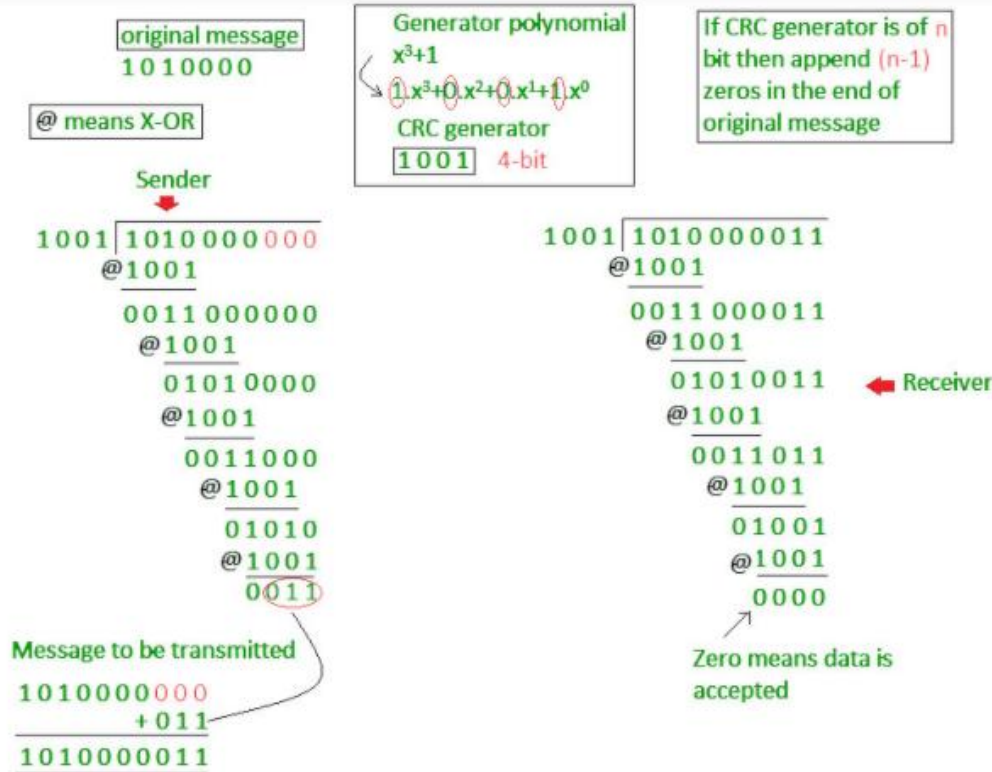 original message
1010000
@ means X-OR
Generator polynomial
x³+1
1.x³+0.x²+0.x¹+1.x⁰
CRC generator
1001 4-bit
If CRC generator is of n
bit then append (n-1)
zeros in the end of
original message
Sender
1001 1010000000
@1001
0011000000
@1001
01010000
@1001
0011000
@1001
01010
@1001
0011
Message to be transmitted
1010000000
+011
1010000011
1001 1010000011
@1001
0011000011
@1001
01010011
Receiver
@1001
0011011
@1001
01001
@1001
0000
Zero means data is
accepted